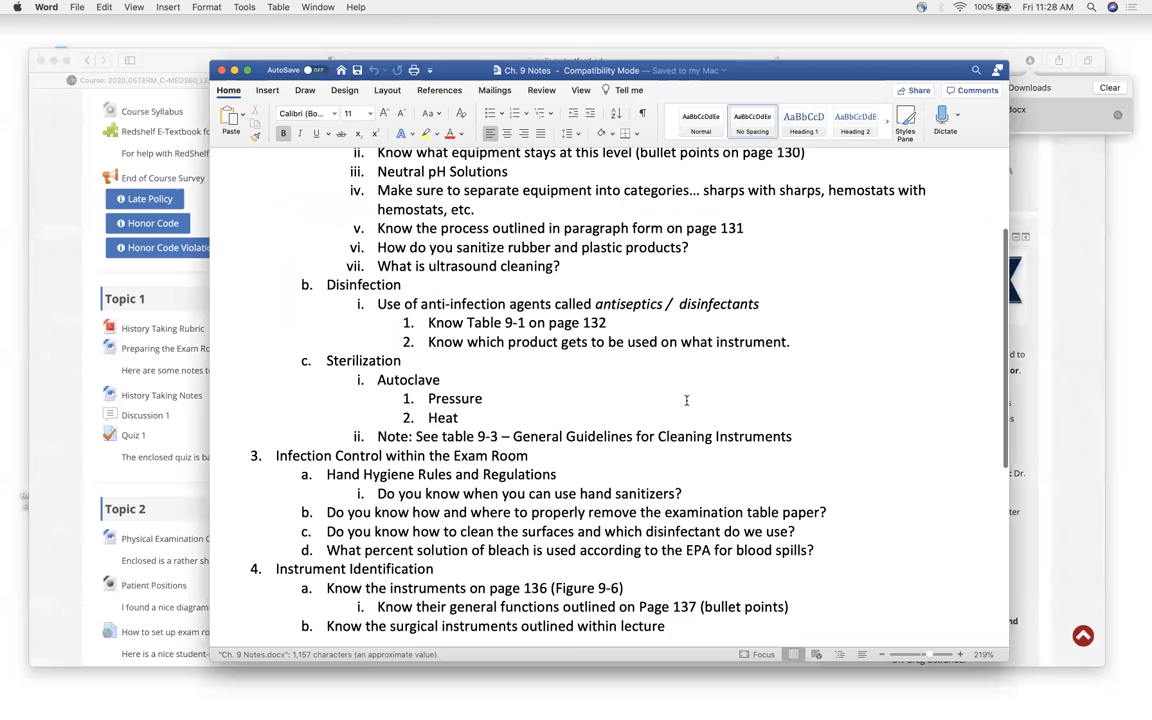 Word File Edit View Insert Format Tools Table Window Help 100% Fri 11:28 AM
AutoSave OFF Ch. 9 Notes - Compatibility Mode — Saved to my Mac
Home Insert Draw Design Layout References Mailings Review View Tell me Share Comments
Paste Calibri (Bo... 11 AaBbCcDdEe AaBbCcDdEe AaBbCcD AaBbCcDdE Styles Pane Dictate
Normal No Spacing Heading 1 Heading 2
ii. Know what equipment stays at this level (bullet points on page 130)
iii. Neutral pH Solutions
iv. Make sure to separate equipment into categories... sharps with sharps, hemostats with
hemostats, etc.
v. Know the process outlined in paragraph form on page 131
vi. How do you sanitize rubber and plastic products?
vii. What is ultrasound cleaning?
b. Disinfection
i. Use of anti-infection agents called antiseptics / disinfectants
1. Know Table 9-1 on page 132
2. Know which product gets to be used on what instrument.
c. Sterilization
i. Autoclave
1. Pressure
2. Heat
ii. Note: See table 9-3 – General Guidelines for Cleaning Instruments
3. Infection Control within the Exam Room
a. Hand Hygiene Rules and Regulations
i. Do you know when you can use hand sanitizers?
b. Do you know how and where to properly remove the examination table paper?
c. Do you know how to clean the surfaces and which disinfectant do we use?
d. What percent solution of bleach is used according to the EPA for blood spills?
4. Instrument Identification
a. Know the instruments on page 136 (Figure 9-6)
i. Know their general functions outlined on Page 137 (bullet points)
b. Know the surgical instruments outlined within lecture
"Ch. 9 Notes.docx": 1,157 characters (an approximate value). Focus 219%
Course: 2020_05TERM_C-MED260_LE
Course Syllabus
Redshelf E-Textbook fo
For help with RedShelf
End of Course Survey
Late Policy
Honor Code
Honor Code Violatio
Topic 1
History Taking Rubric
Preparing the Exam Ro
Here are some notes t
History Taking Notes
Discussion 1
Quiz 1
The enclosed quiz is ba
Topic 2
Physical Examination C
Enclosed is a rather sh
Patient Positions
I found a nice diagram
How to set up exam ro
Here is a nice student-
Downloads Clear
docx
d to
or.
: Dr.
ter
nd